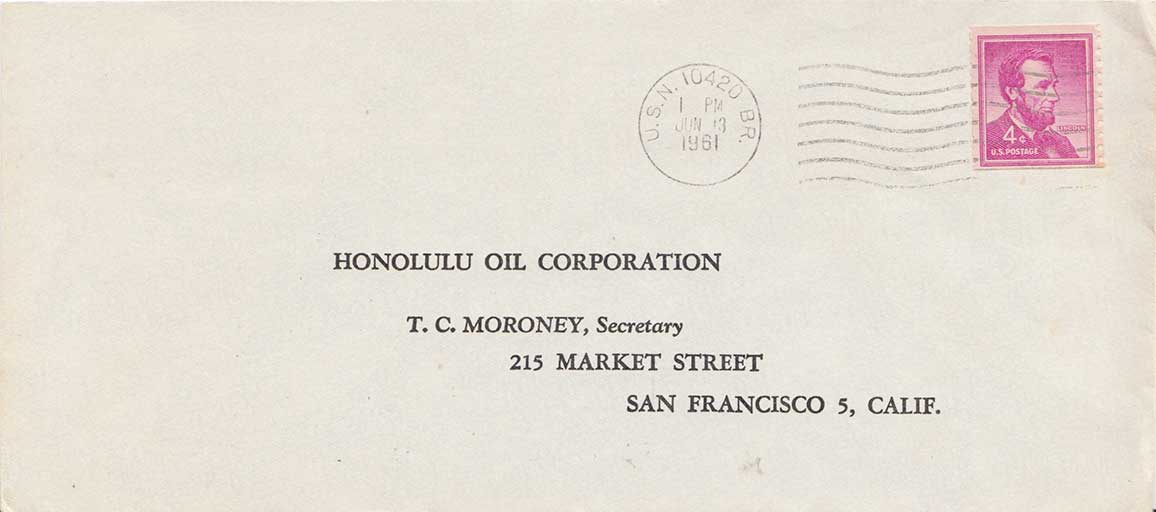 U.S.N. 10420 BR.
1 PM
JUN 13
1961
4¢
LINCOLN
U.S. POSTAGE
HONOLULU OIL CORPORATION
T. C. MORONEY, Secretary
215 MARKET STREET
SAN FRANCISCO 5, CALIF.